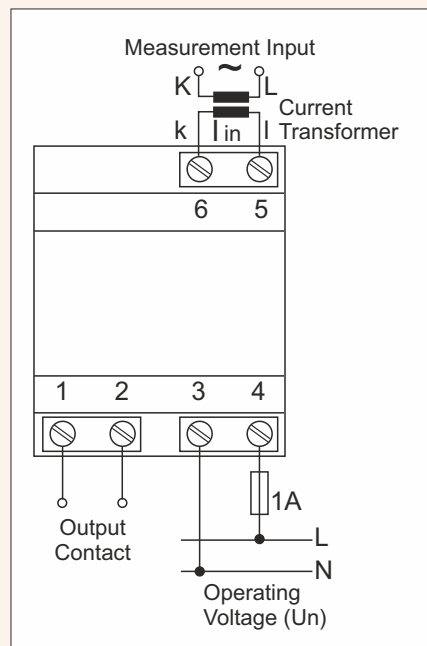 Measurement Input
K ~ L
Current
Transformer
k I in l
6 5
1 2 3 4
1A
Output
Contact
L
N
Operating
Voltage (Un)